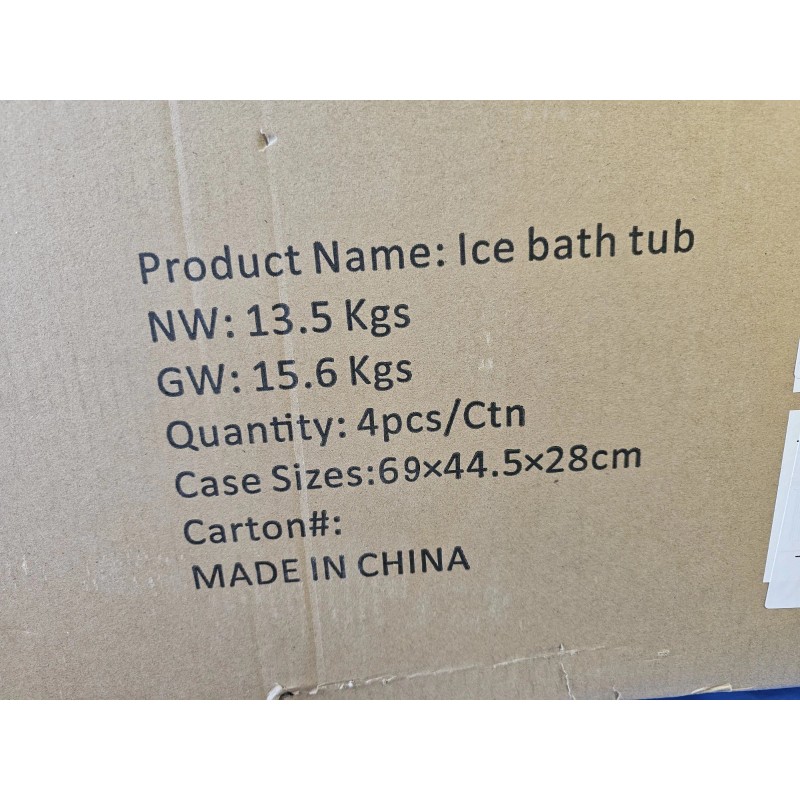 Product Name: Ice bath tub
NW: 13.5 Kgs
GW: 15.6 Kgs
Quantity: 4pcs/Ctn
Case Sizes:69×44.5×28cm
Carton#:
MADE IN CHINA